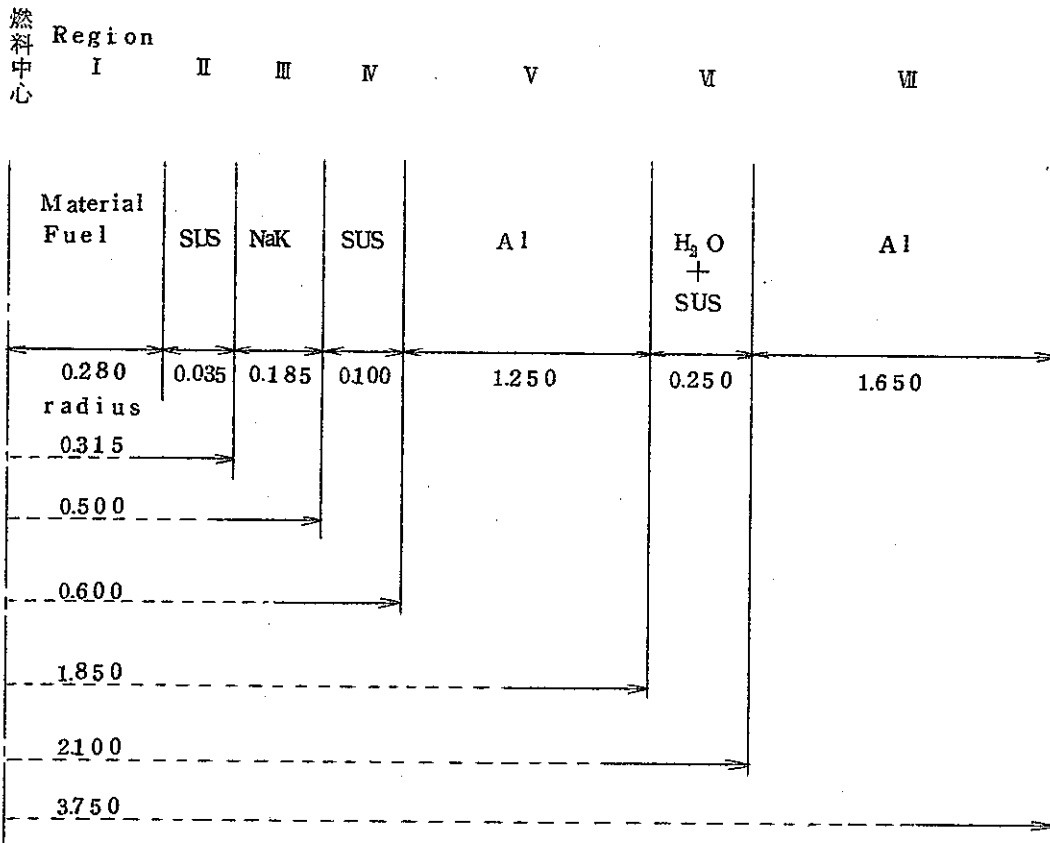 燃料中心
Region
I II III IV V VI VII
Material
Fuel SUS NaK SUS Al H₂O
+
SUS Al
0.280 0.035 0.185 0.100 1.250 0.250 1.650
radius
0.315
0.500
0.600
1.850
2.100
3.750